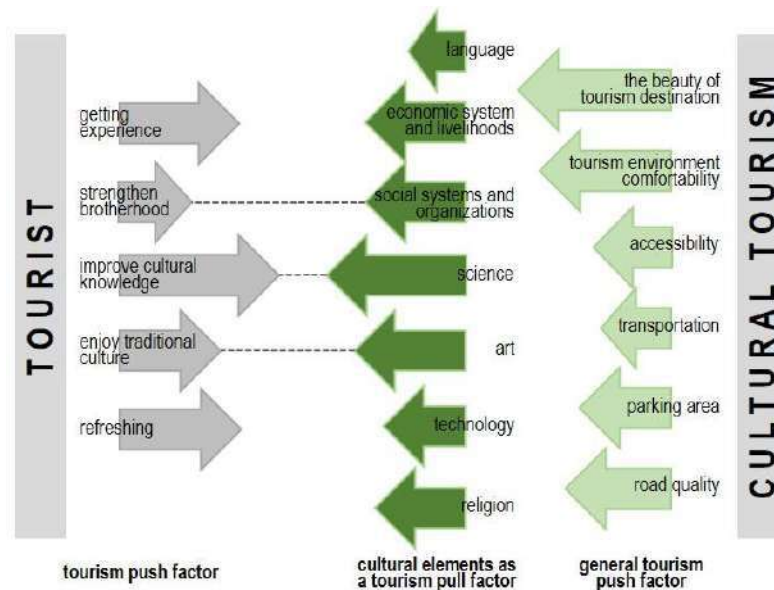 TOURIST
getting
experience
strengthen
brotherhood
improve cultural
knowledge
enjoy traditional
culture
refreshing
tourism push factor
language
economic system
and livelihoods
social systems and
organizations
science
art
technology
religion
cultural elements as
a tourism pull factor
the beauty of
tourism destination
tourism environment
comfortability
accessibility
transportation
parking area
road quality
general tourism
push factor
CULTURAL TOURISM